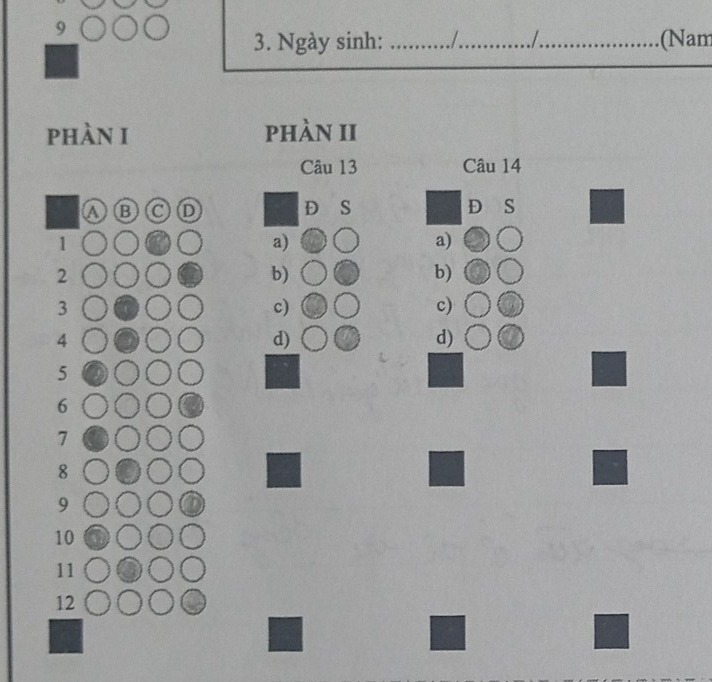 9
3. Ngày sinh: ........../............/....................(Nam
PHẦN I
PHẦN II
Câu 13
Câu 14
A B C D
Đ S
Đ S
1
a)
a)
2
b)
b)
3
c)
c)
4
d)
d)
5
6
7
8
9
10
11
12